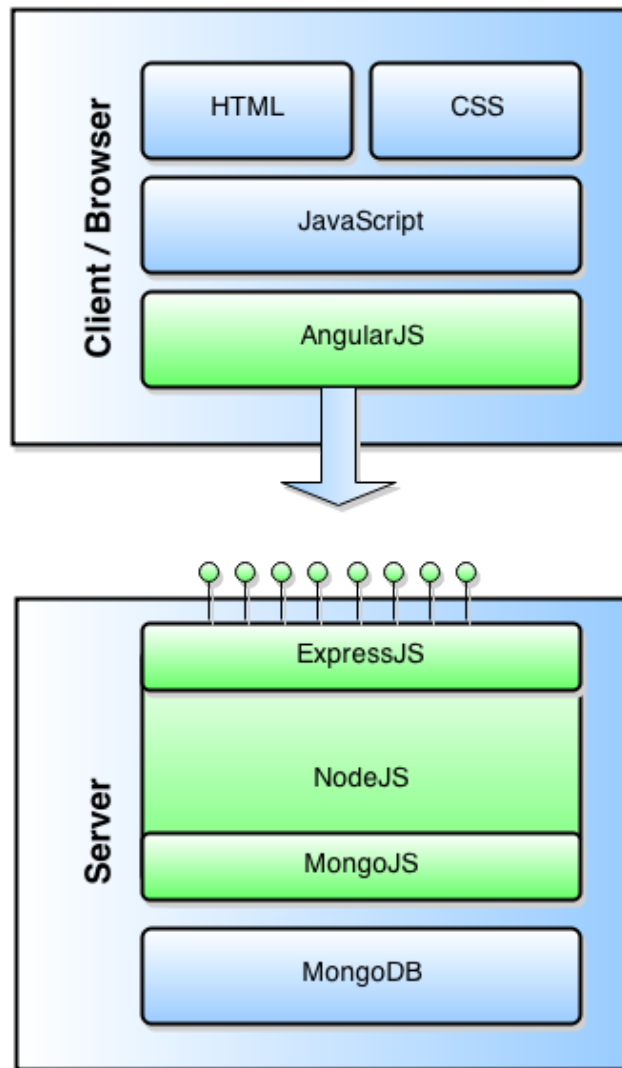 Client / Browser
HTML
CSS
JavaScript
AngularJS
Server
ExpressJS
NodeJS
MongoJS
MongoDB